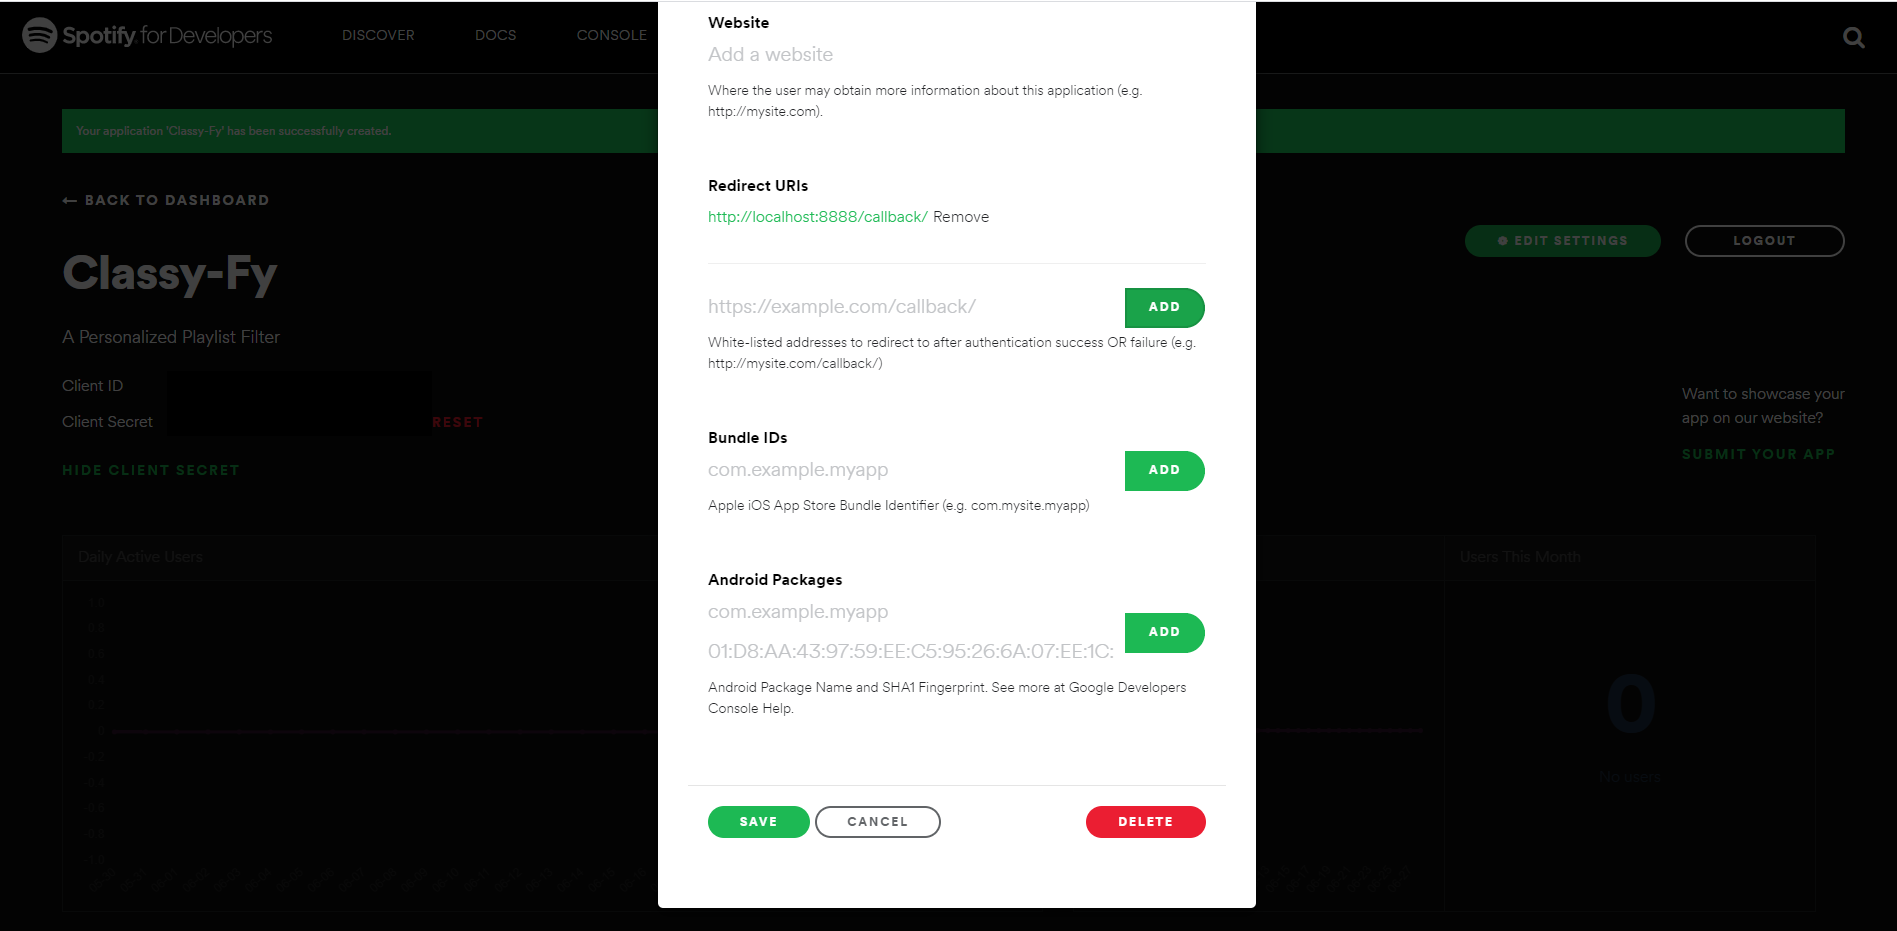 Spotify for Developers
DISCOVER
DOCS
CONSOLE
Your application 'Classy-Fy' has been successfully created.
← BACK TO DASHBOARD
Classy-Fy
A Personalized Playlist Filter
Client ID
Client Secret
RESET
HIDE CLIENT SECRET
EDIT SETTINGS
LOGOUT
Want to showcase your
app on our website?
SUBMIT YOUR APP
Daily Active Users
Users This Month
0
No users
Website
Add a website
Where the user may obtain more information about this application (e.g.
http://mysite.com).
Redirect URIs
http://localhost:8888/callback/ Remove
https://example.com/callback/
ADD
White-listed addresses to redirect to after authentication success OR failure (e.g.
http://mysite.com/callback/)
Bundle IDs
com.example.myapp
ADD
Apple iOS App Store Bundle Identifier (e.g. com.mysite.myapp)
Android Packages
com.example.myapp
ADD
01:D8:AA:43:97:59:EE:C5:95:26:6A:07:EE:1C:
Android Package Name and SHA1 Fingerprint. See more at Google Developers
Console Help.
SAVE
CANCEL
DELETE